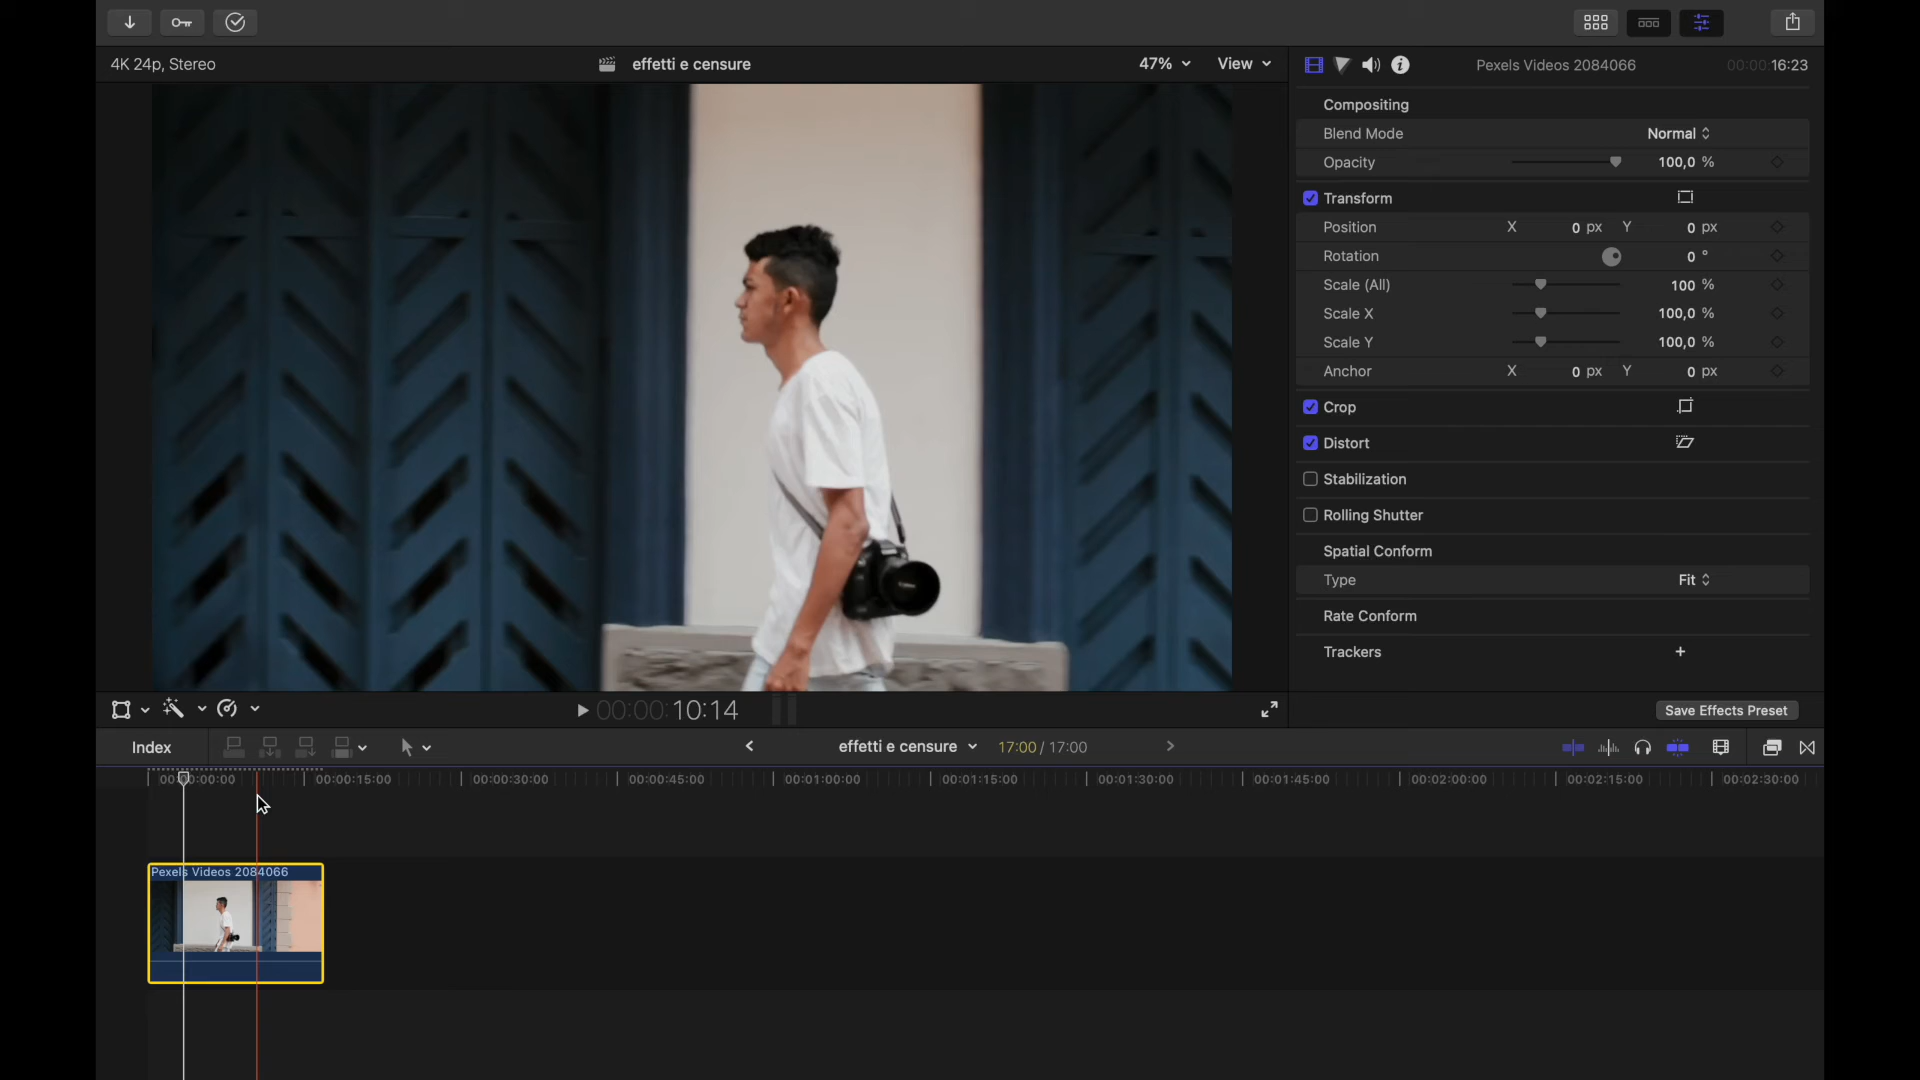 4K 24p, Stereo
effetti e censure
47%
View
Pexels Videos 2084066
00:00:16:23
Compositing
Blend Mode
Normal
Opacity
100,0 %
Transform
Position
X 0 px Y 0 px
Rotation
0 °
Scale (All)
100 %
Scale X
100,0 %
Scale Y
100,0 %
Anchor
X 0 px Y 0 px
Crop
Distort
Stabilization
Rolling Shutter
Spatial Conform
Type
Fit
Rate Conform
Trackers
+
00:00:10:14
Save Effects Preset
Index
effetti e censure
17:00 / 17:00
00:00:15:00
00:00:30:00
00:00:45:00
00:01:00:00
00:01:15:00
00:01:30:00
00:01:45:00
00:02:00:00
00:02:15:00
00:02:30:00
Pexels Videos 2084066